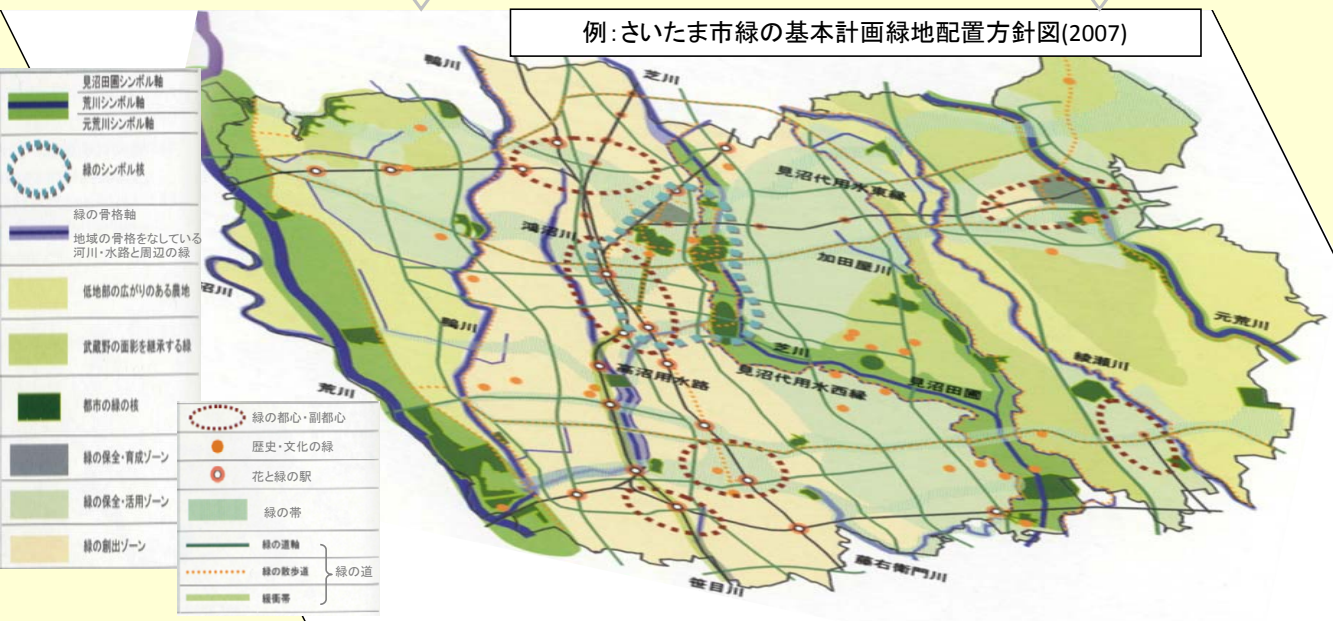 例：さいたま市緑の基本計画緑地配置方針図(2007)
見沼田圃シンボル軸
荒川シンボル軸
元荒川シンボル軸
緑のシンボル核
緑の骨格軸
地域の骨格をなしている
河川・水路と周辺の緑
低地部の広がりのある農地
武蔵野の面影を継承する緑
都市の緑の核
緑の保全・育成ゾーン
緑の保全・活用ゾーン
緑の創出ゾーン
緑の都心・副都心
歴史・文化の緑
花と緑の駅
緑の帯
緑の道軸
緑の散歩道
緑の道
緩衝帯
鴨川
芝川
見沼代用水東縁
鴻沼川
加田屋川
沼川
鴨川
元荒川
綾瀬川
芝川
高沼用水路
見沼代用水西縁
見沼田圃
荒川
藤右衛門川
笹目川